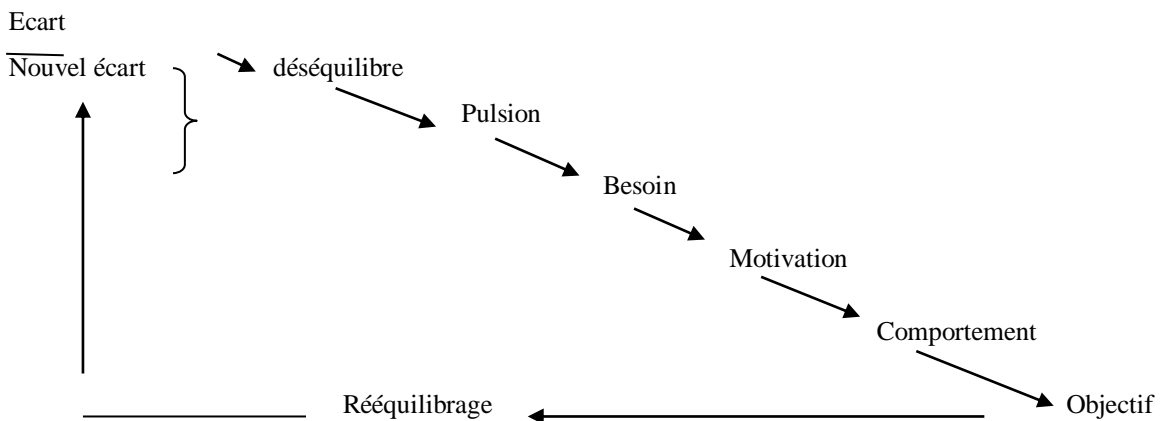 Ecart
Nouvel écart
déséquilibre
Pulsion
Besoin
Motivation
Comportement
Rééquilibrage
Objectif